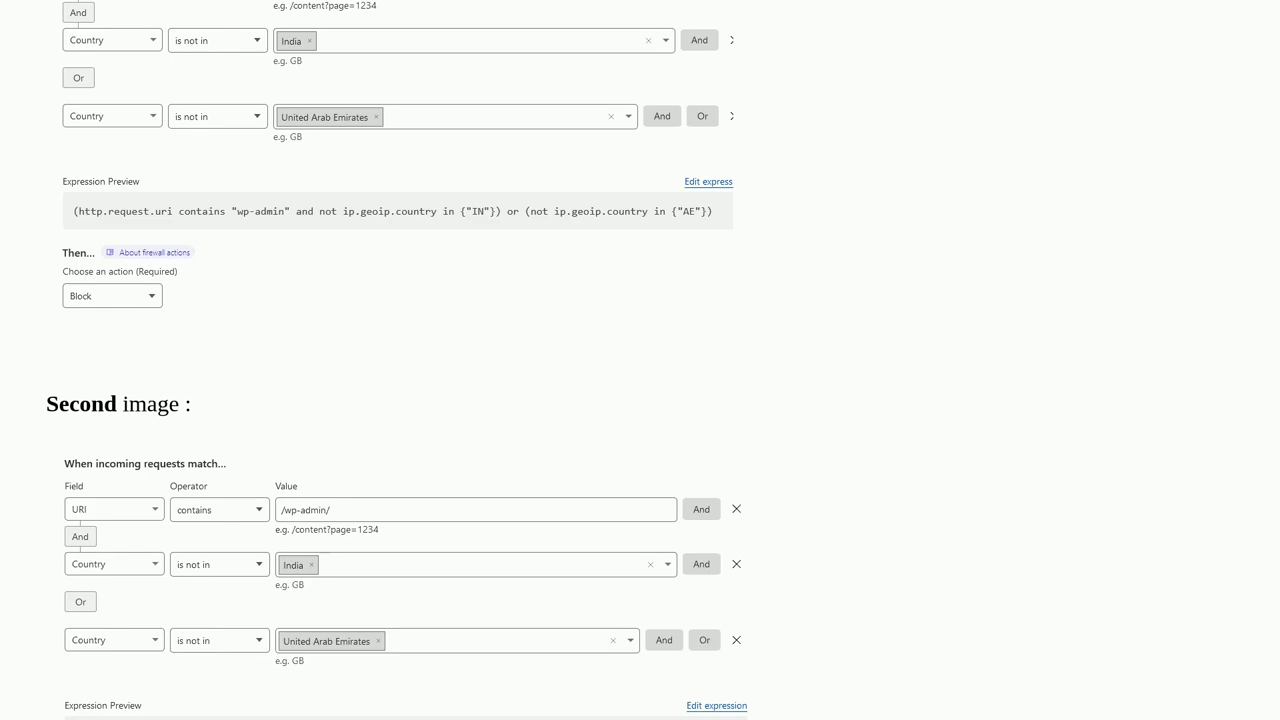 e.g. /content?page=1234
And
Country is not in India × × And
e.g. GB
Or
Country is not in United Arab Emirates × × And Or
e.g. GB
Expression Preview Edit express
(http.request.uri contains "wp-admin" and not ip.geoip.country in {"IN"}) or (not ip.geoip.country in {"AE"})
Then... About firewall actions
Choose an action (Required)
Block
Second image :
When incoming requests match...
Field Operator Value
URI contains /wp-admin/ And ×
e.g. /content?page=1234
And
Country is not in India × × And ×
e.g. GB
Or
Country is not in United Arab Emirates × × And Or ×
e.g. GB
Expression Preview Edit expression